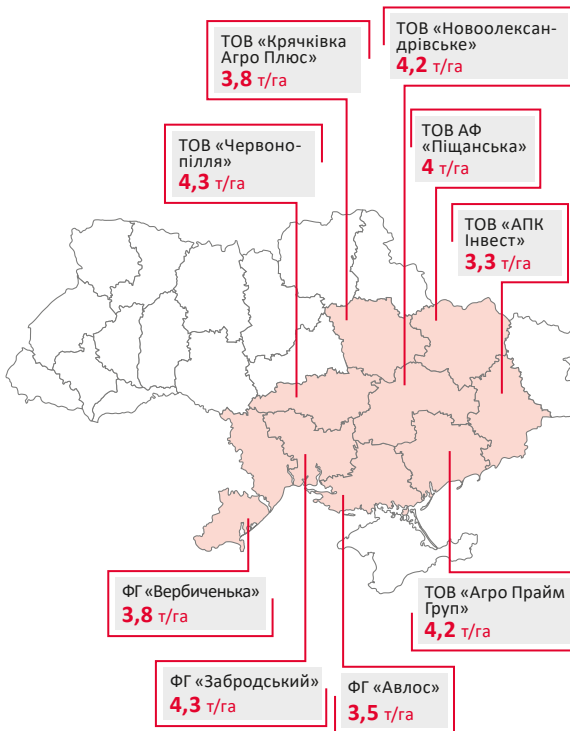 ТОВ «Крячківка
Агро Плюс»
3,8 т/га
ТОВ «Новоолексан-
дрівське»
4,2 т/га
ТОВ «Червоно-
пілля»
4,3 т/га
ТОВ АФ
«Піщанська»
4 т/га
ТОВ «АПК
Інвест»
3,3 т/га
ФГ «Вербиченька»
3,8 т/га
ТОВ «Агро Прайм
Груп»
4,2 т/га
ФГ «Забродський»
4,3 т/га
ФГ «Авлос»
3,5 т/га